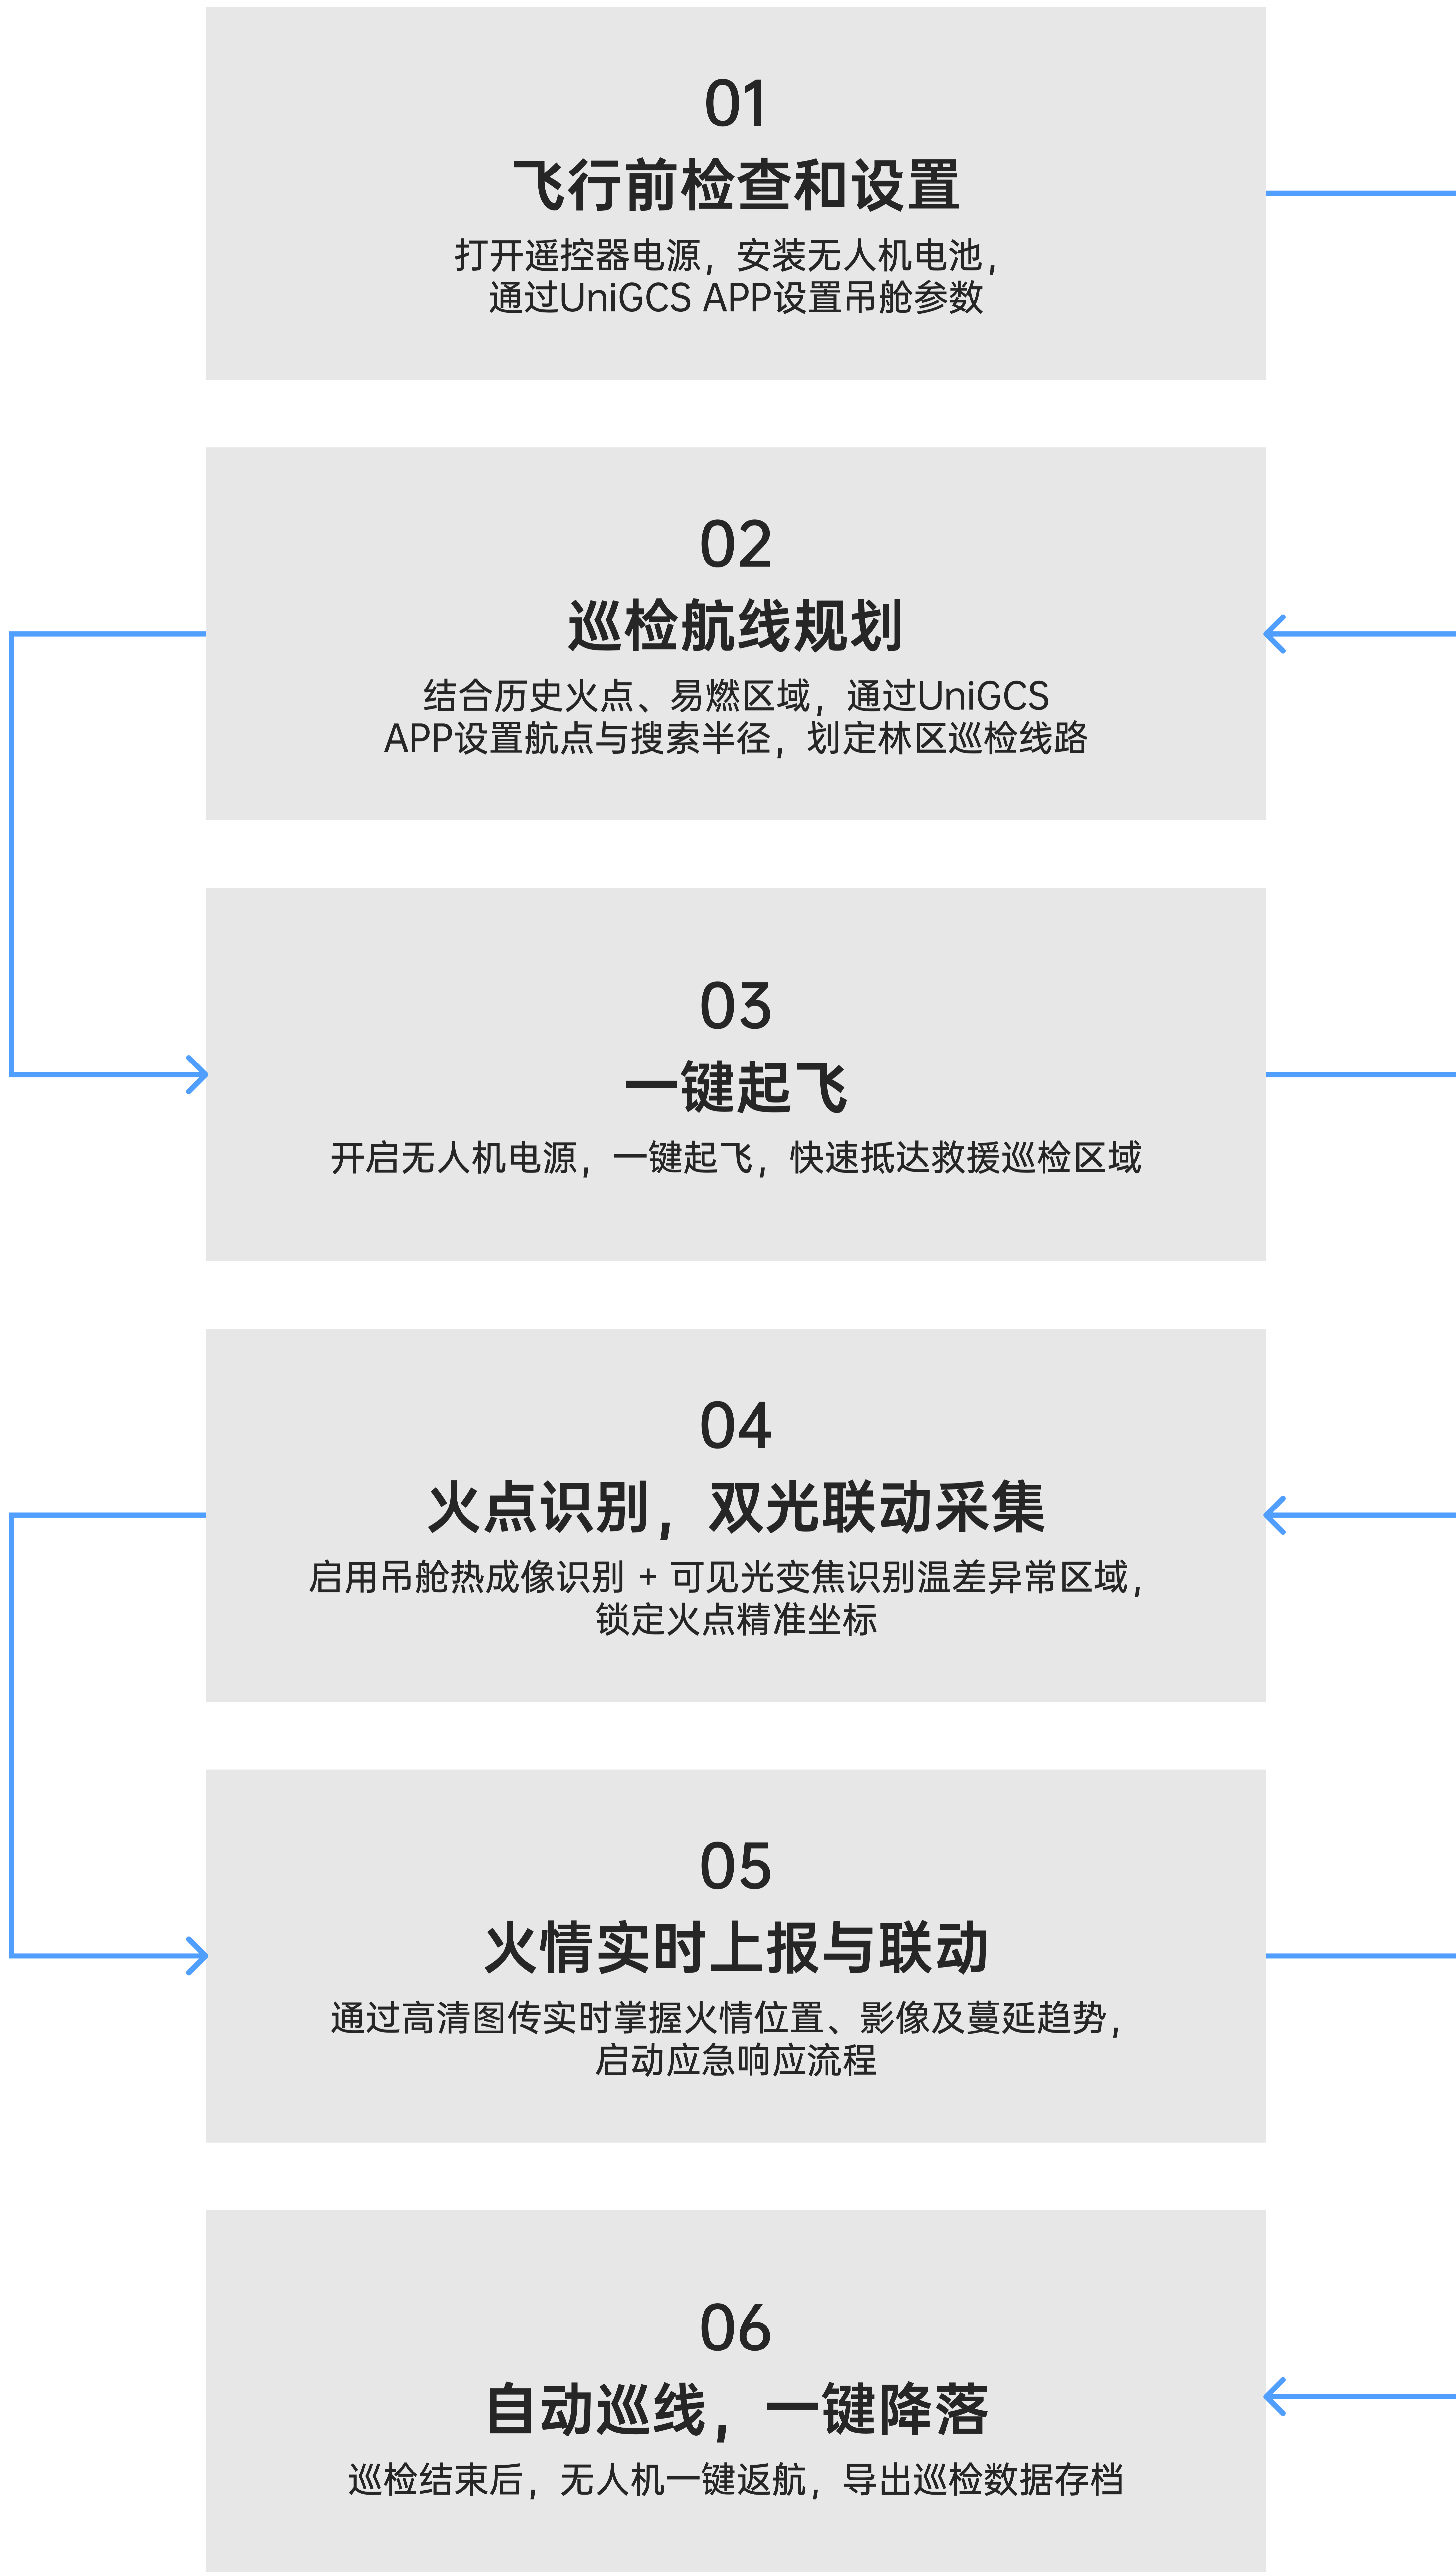 01
飞行前检查和设置
打开遥控器电源，安装无人机电池，
通过UniGCS APP设置吊舱参数
02
巡检航线规划
结合历史火点、易燃区域，通过UniGCS
APP设置航点与搜索半径，划定林区巡检线路
03
一键起飞
开启无人机电源，一键起飞，快速抵达救援巡检区域
04
火点识别，双光联动采集
启用吊舱热成像识别 + 可见光变焦识别温差异常区域，
锁定火点精准坐标
05
火情实时上报与联动
通过高清图传实时掌握火情位置、影像及蔓延趋势，
启动应急响应流程
06
自动巡线，一键降落
巡检结束后，无人机一键返航，导出巡检数据存档